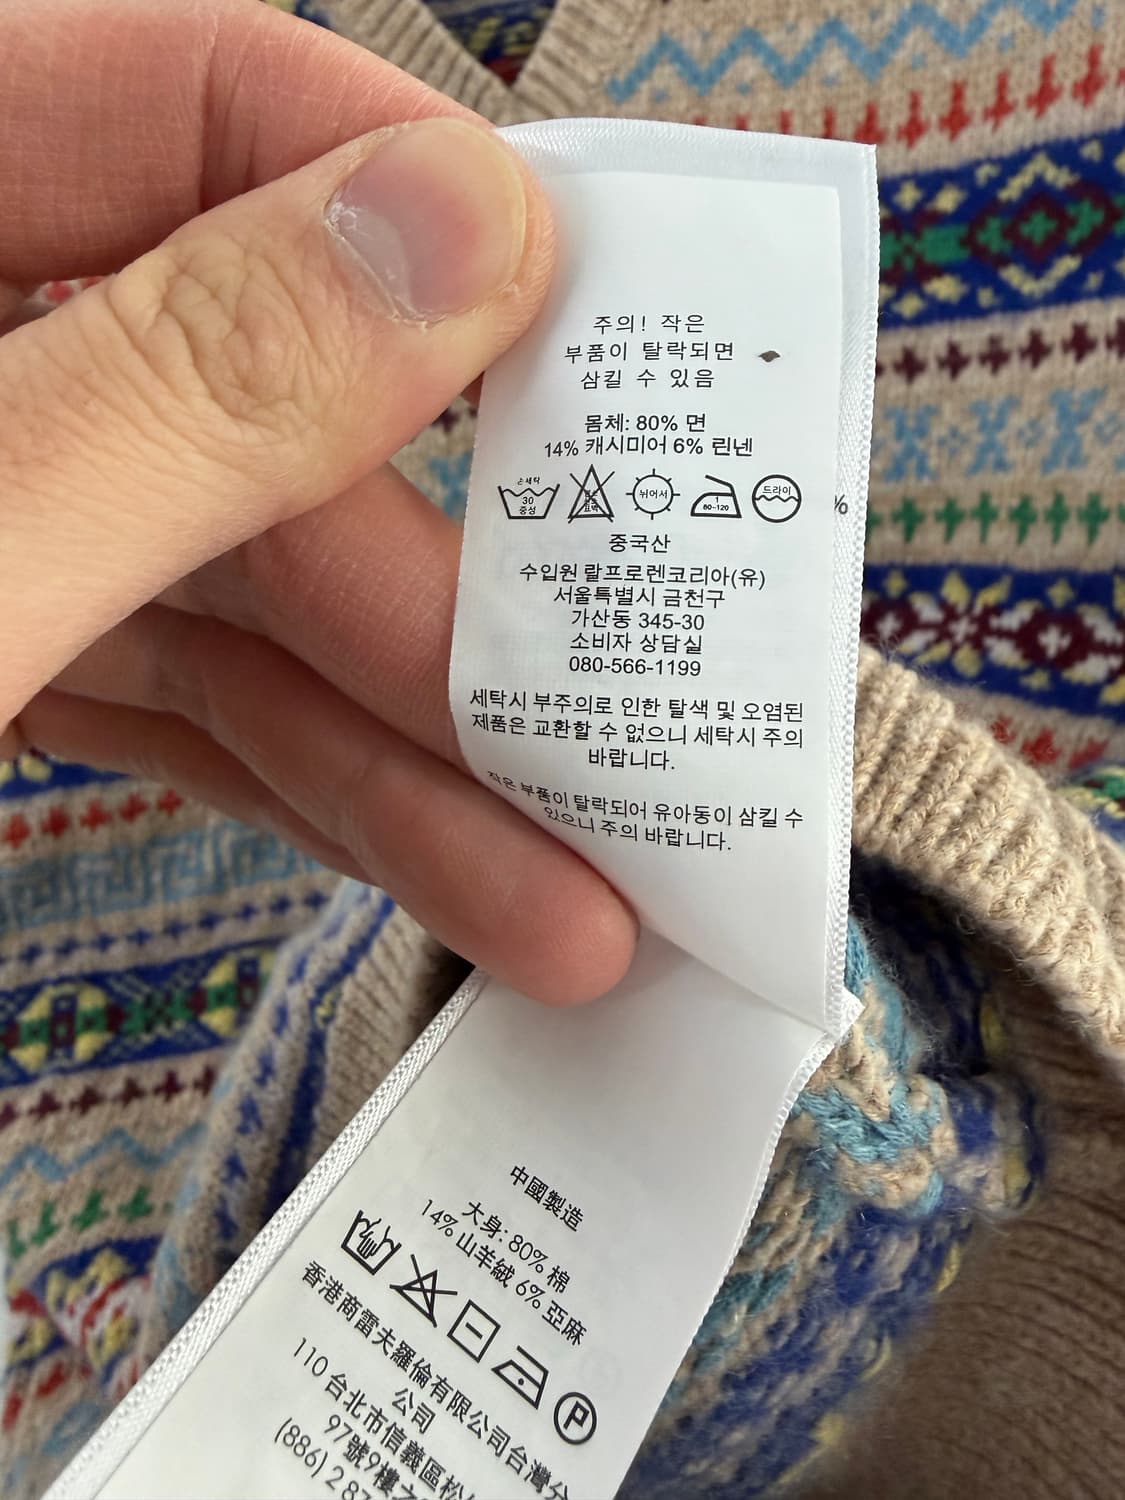 주의! 작은
부품이 탈락되면
삼킬 수 있음
몸체: 80% 면
14% 캐시미어 6% 린넨
손세탁 30 중성 뉘어서 1 80~120 드라이 %
중국산
수입원 랄프로렌코리아(유)
서울특별시 금천구
가산동 345-30
소비자 상담실
080-566-1199
세탁시 부주의로 인한 탈색 및 오염된
제품은 교환할 수 없으니 세탁시 주의
바랍니다.
작은 부품이 탈락되어 유아동이 삼킬 수
있으니 주의 바랍니다.
中國製造
大身: 80% 棉
14% 山羊絨 6% 亞麻
P
香港商雷夫羅倫有限公司台灣分
公司
110 台北市信義區松
97號9樓之
(886) 287